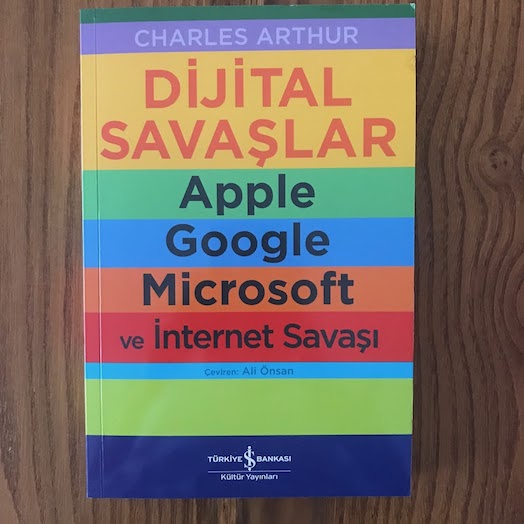 CHARLES ARTHUR
DİJİTAL
SAVAŞLAR
Apple
Google
Microsoft
ve İnternet Savaşı
Çeviren: Ali Önsan
TÜRKİYE İŞ BANKASI
Kültür Yayınları